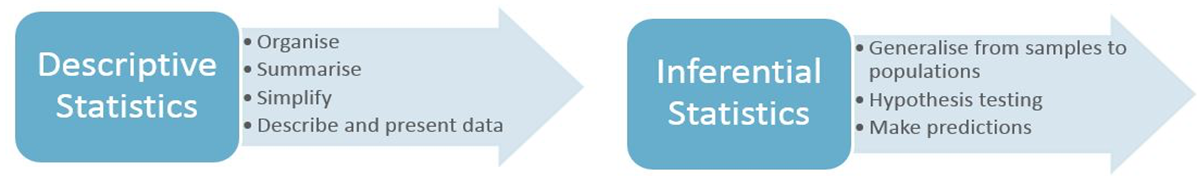 Descriptive
Statistics
• Organise
• Summarise
• Simplify
• Describe and present data
Inferential
Statistics
• Generalise from samples to
populations
• Hypothesis testing
• Make predictions